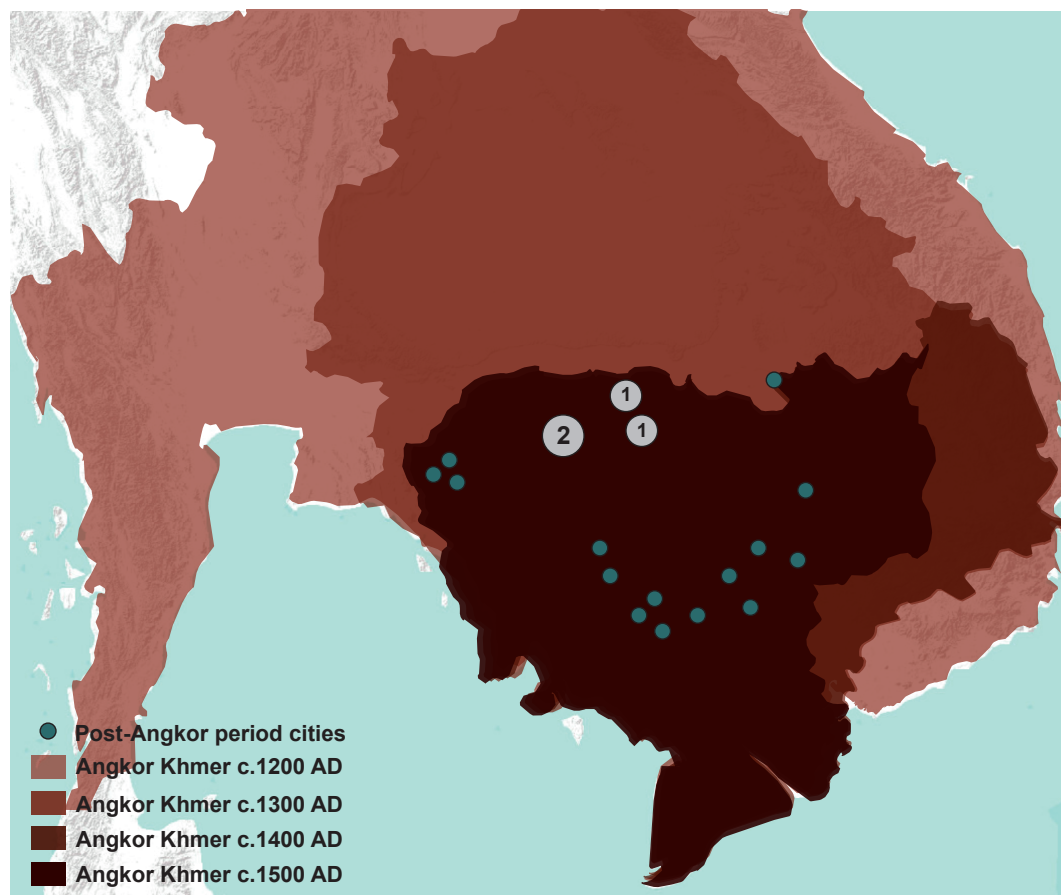 1
1
2
Post-Angkor period cities
Angkor Khmer c.1200 AD
Angkor Khmer c.1300 AD
Angkor Khmer c.1400 AD
Angkor Khmer c.1500 AD